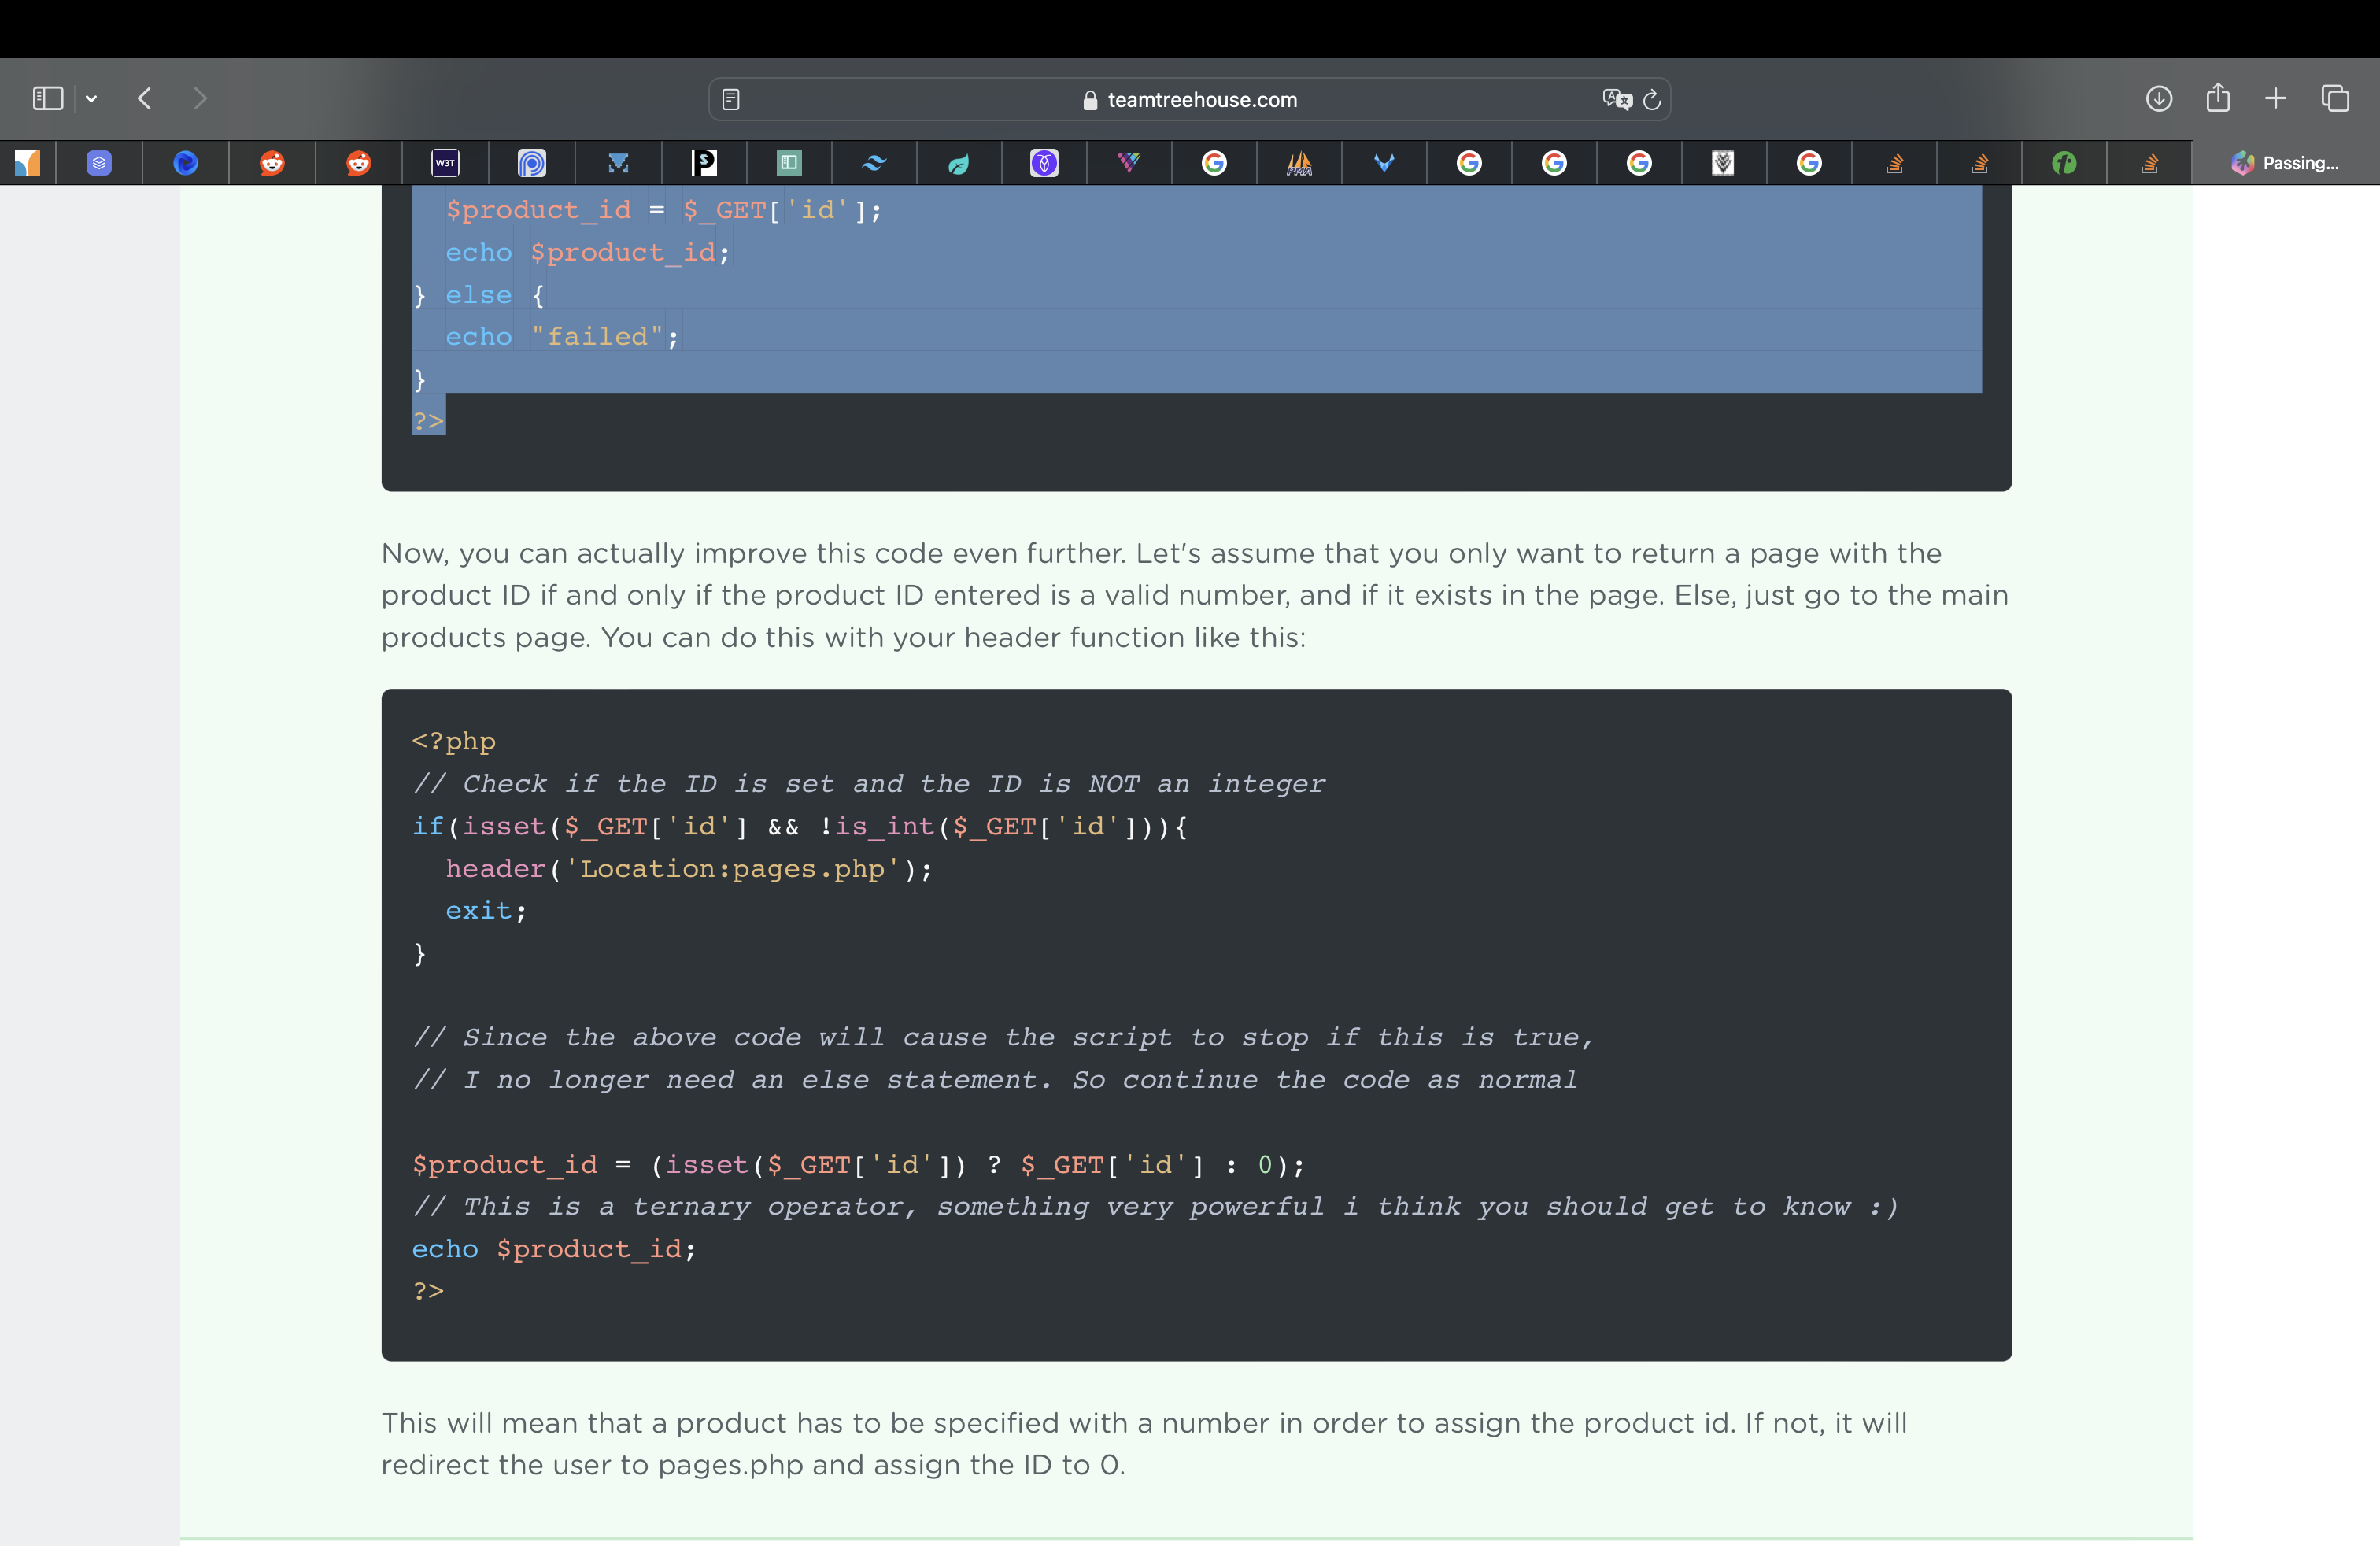 teamtreehouse.com
W3T
S
PMA
Passing...
$product_id = $_GET['id'];
echo $product_id;
} else {
echo "failed";
}
?>
Now, you can actually improve this code even further. Let's assume that you only want to return a page with the
product ID if and only if the product ID entered is a valid number, and if it exists in the page. Else, just go to the main
products page. You can do this with your header function like this:
<?php
// Check if the ID is set and the ID is NOT an integer
if(isset($_GET['id'] && !is_int($_GET['id'])){
header('Location:pages.php');
exit;
}
// Since the above code will cause the script to stop if this is true,
// I no longer need an else statement. So continue the code as normal
$product_id = (isset($_GET['id']) ? $_GET['id'] : 0);
// This is a ternary operator, something very powerful i think you should get to know :)
echo $product_id;
?>
This will mean that a product has to be specified with a number in order to assign the product id. If not, it will
redirect the user to pages.php and assign the ID to 0.